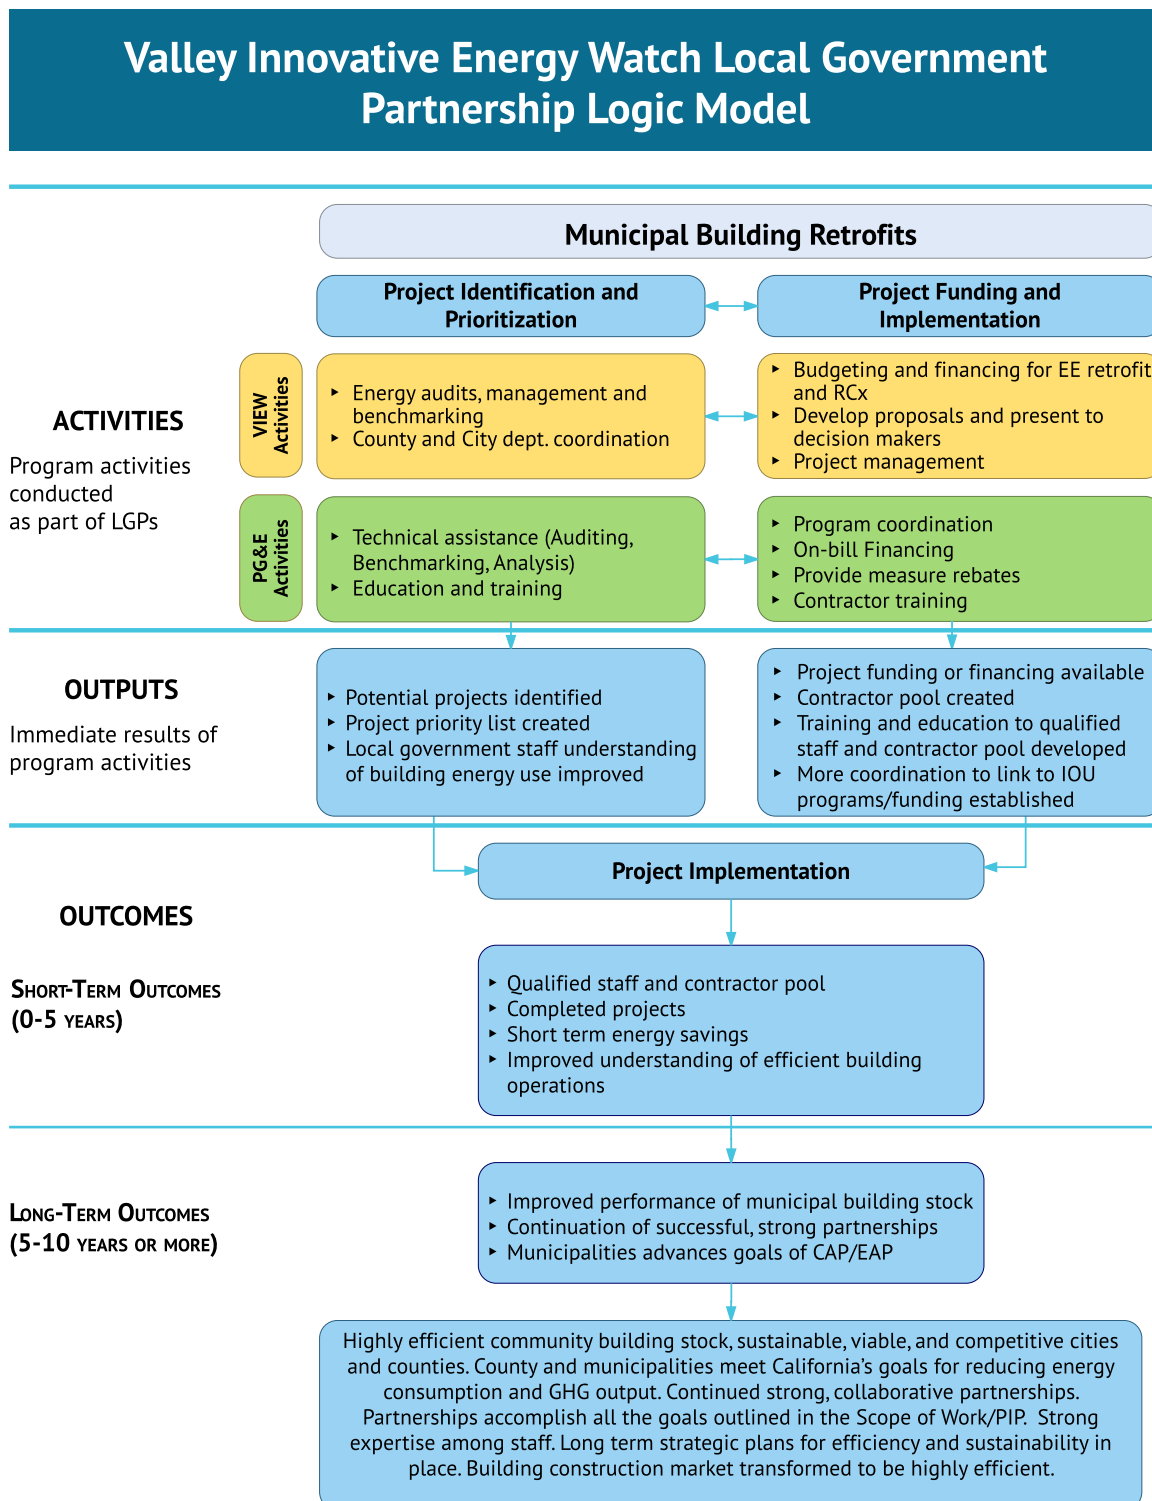 Valley Innovative Energy Watch Local Government
Partnership Logic Model
Municipal Building Retrofits
Project Identification and
Prioritization
Project Funding and
Implementation
ACTIVITIES
Program activities
conducted
as part of LGPs
VIEW
Activities
‣ Energy audits, management and
benchmarking
‣ County and City dept. coordination
‣ Budgeting and financing for EE retrofit
and RCx
‣ Develop proposals and present to
decision makers
‣ Project management
PG&E
Activities
‣ Technical assistance (Auditing,
Benchmarking, Analysis)
‣ Education and training
‣ Program coordination
‣ On-bill Financing
‣ Provide measure rebates
‣ Contractor training
OUTPUTS
Immediate results of
program activities
‣ Potential projects identified
‣ Project priority list created
‣ Local government staff understanding
of building energy use improved
‣ Project funding or financing available
‣ Contractor pool created
‣ Training and education to qualified
staff and contractor pool developed
‣ More coordination to link to IOU
programs/funding established
Project Implementation
OUTCOMES
SHORT-TERM OUTCOMES
(0-5 YEARS)
‣ Qualified staff and contractor pool
‣ Completed projects
‣ Short term energy savings
‣ Improved understanding of efficient building
operations
LONG-TERM OUTCOMES
(5-10 YEARS OR MORE)
‣ Improved performance of municipal building stock
‣ Continuation of successful, strong partnerships
‣ Municipalities advances goals of CAP/EAP
Highly efficient community building stock, sustainable, viable, and competitive cities
and counties. County and municipalities meet California's goals for reducing energy
consumption and GHG output. Continued strong, collaborative partnerships.
Partnerships accomplish all the goals outlined in the Scope of Work/PIP.  Strong
expertise among staff. Long term strategic plans for efficiency and sustainability in
place. Building construction market transformed to be highly efficient.